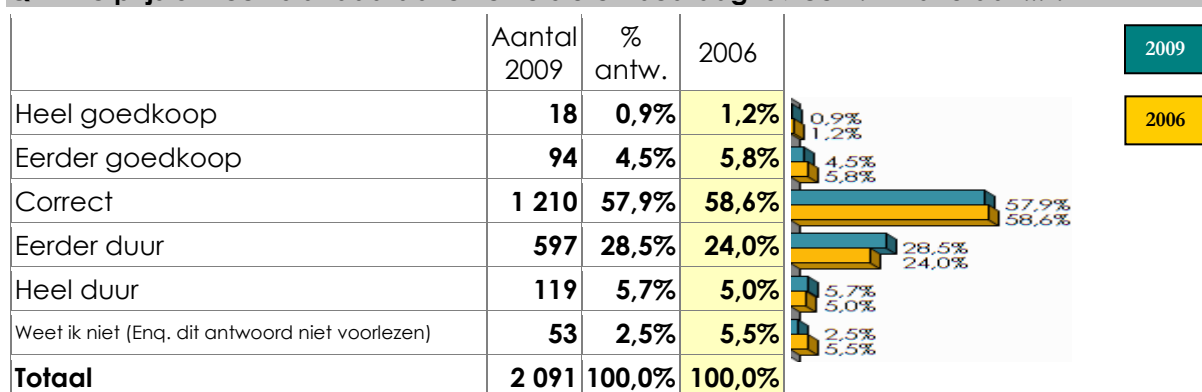 Aantal 2009 % antw. 2006
Heel goedkoop 18 0,9% 1,2%
Eerder goedkoop 94 4,5% 5,8%
Correct 1 210 57,9% 58,6%
Eerder duur 597 28,5% 24,0%
Heel duur 119 5,7% 5,0%
Weet ik niet (Enq. dit antwoord niet voorlezen) 53 2,5% 5,5%
Totaal 2 091 100,0% 100,0%
0,9%
1,2%
4,5%
5,8%
57,9%
58,6%
28,5%
24,0%
5,7%
5,0%
2,5%
5,5%
2009
2006